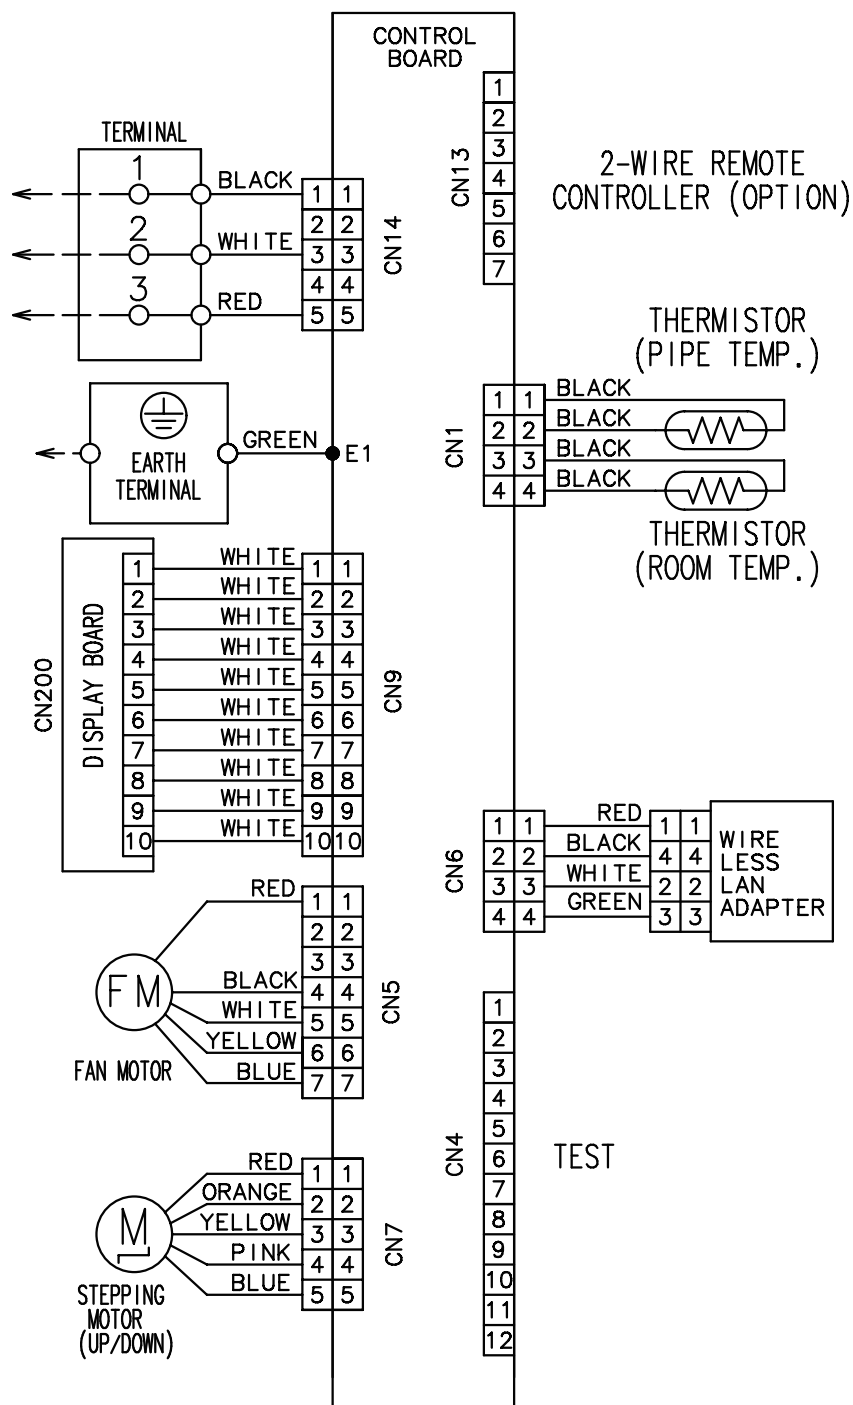 CONTROL
BOARD
TERMINAL
1
BLACK
1 1
2 2
2
WHITE
3 3
4 4
3
RED
5 5
CN14
EARTH
TERMINAL
GREEN
E1
CN200
DISPLAY BOARD
1 WHITE 1 1
2 WHITE 2 2
3 WHITE 3 3
4 WHITE 4 4
5 WHITE 5 5
6 WHITE 6 6
7 WHITE 7 7
8 WHITE 8 8
9 WHITE 9 9
10 WHITE 10 10
CN9
FM
FAN MOTOR
RED 1 1
2 2
3 3
BLACK 4 4
WHITE 5 5
YELLOW 6 6
BLUE 7 7
CN5
M
STEPPING
MOTOR
(UP/DOWN)
RED 1 1
ORANGE 2 2
YELLOW 3 3
PINK 4 4
BLUE 5 5
CN7
CN13
1
2
3
4
5
6
7
2-WIRE REMOTE
CONTROLLER (OPTION)
THERMISTOR
(PIPE TEMP.)
CN1
1 1 BLACK
2 2 BLACK
3 3 BLACK
4 4 BLACK
THERMISTOR
(ROOM TEMP.)
CN6
1 1 RED 1 1
2 2 BLACK 4 4
3 3 WHITE 2 2
4 4 GREEN 3 3
WIRE
LESS
LAN
ADAPTER
CN4
1
2
3
4
5
6
7
8
9
10
11
12
TEST